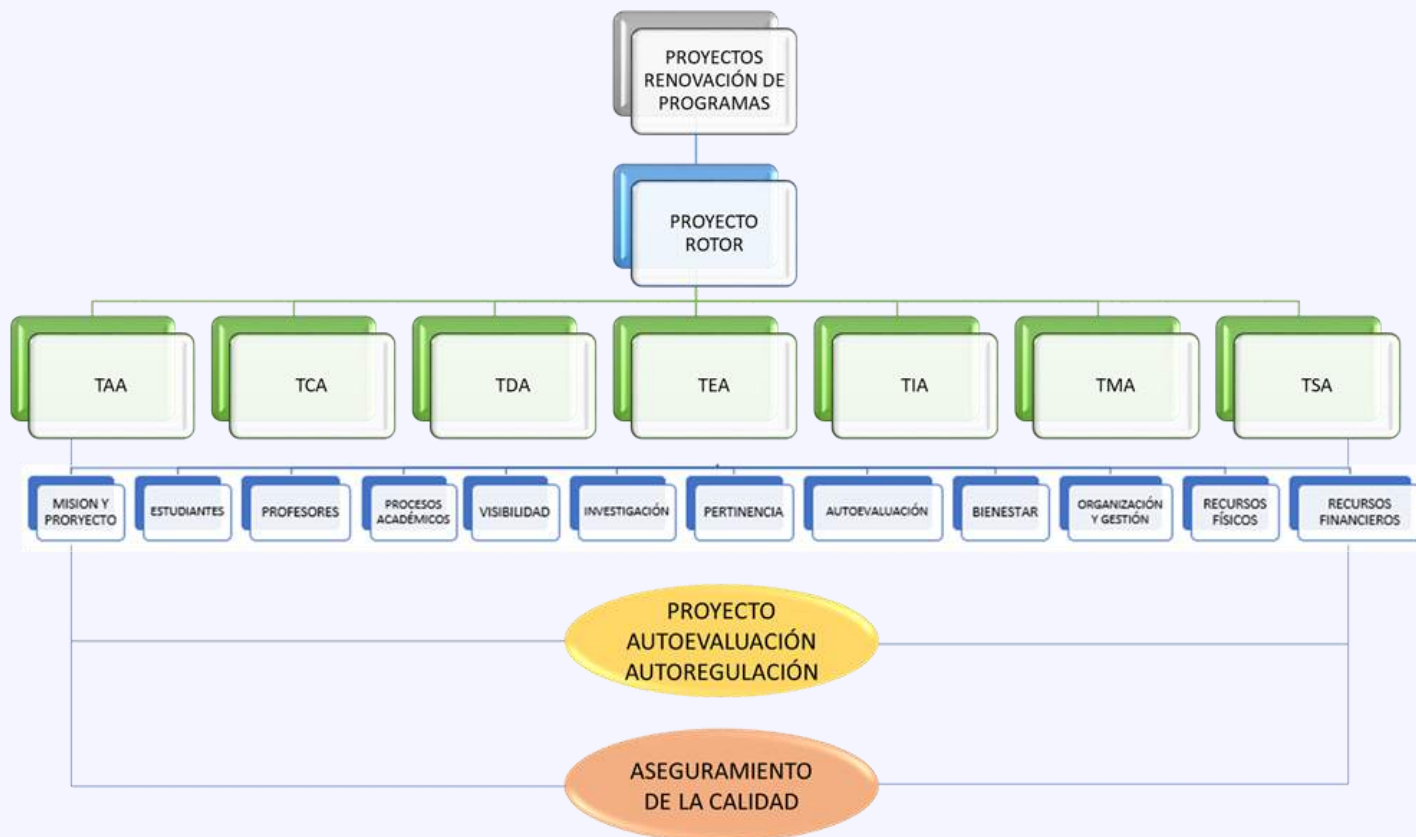 PROYECTOS
RENOVACIÓN DE
PROGRAMAS
PROYECTO
ROTOR
TAA
TCA
TDA
TEA
TIA
TMA
TSA
MISION Y
PRORYECTO
ESTUDIANTES
PROFESORES
PROCESOS
ACADÉMICOS
VISIBILIDAD
INVESTIGACIÓN
PERTINENCIA
AUTOEVALUACIÓN
BIENESTAR
ORGANIZACIÓN
Y GESTIÓN
RECURSOS
FÍSICOS
RECURSOS
FINANCIEROS
PROYECTO
AUTOEVALUACIÓN
AUTOREGULACIÓN
ASEGURAMIENTO
DE LA CALIDAD